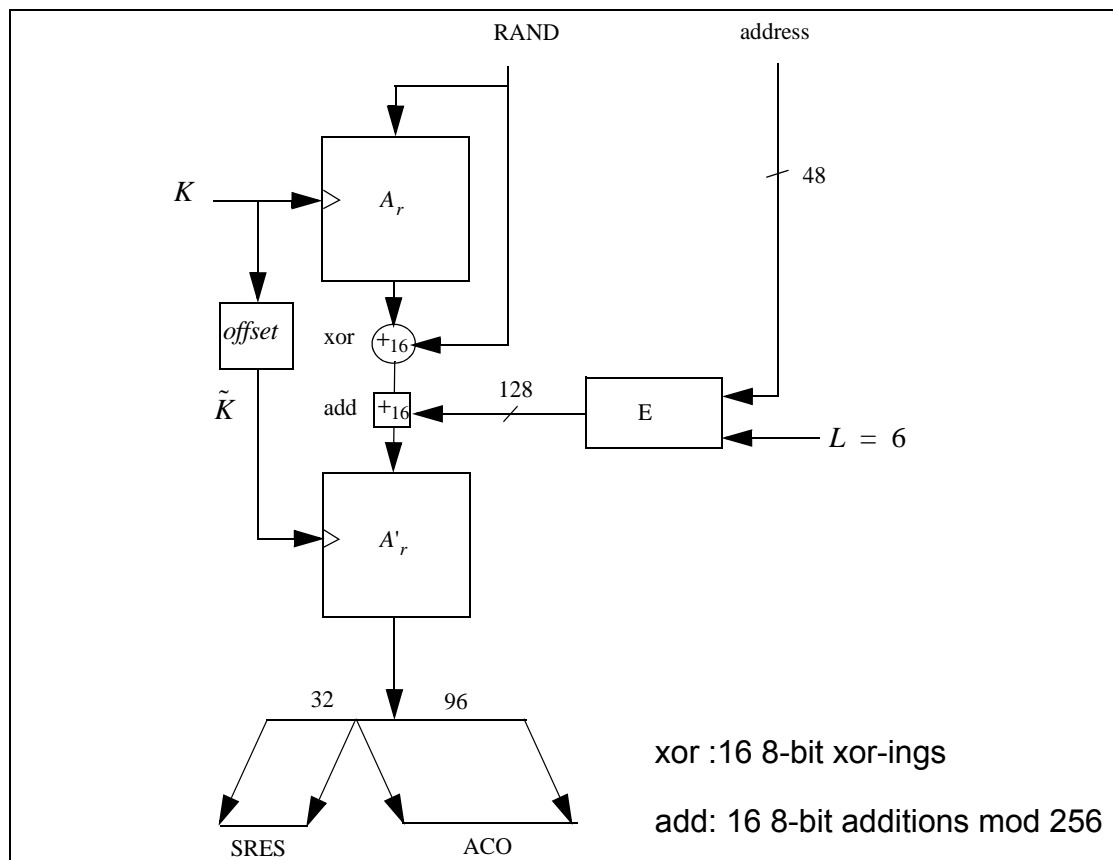 RAND
address
48
K
A_r
offset
xor
+16
K̃
add
+16
128
E
L = 6
A'_r
32
96
xor :16 8-bit xor-ings
add: 16 8-bit additions mod 256
SRES
ACO